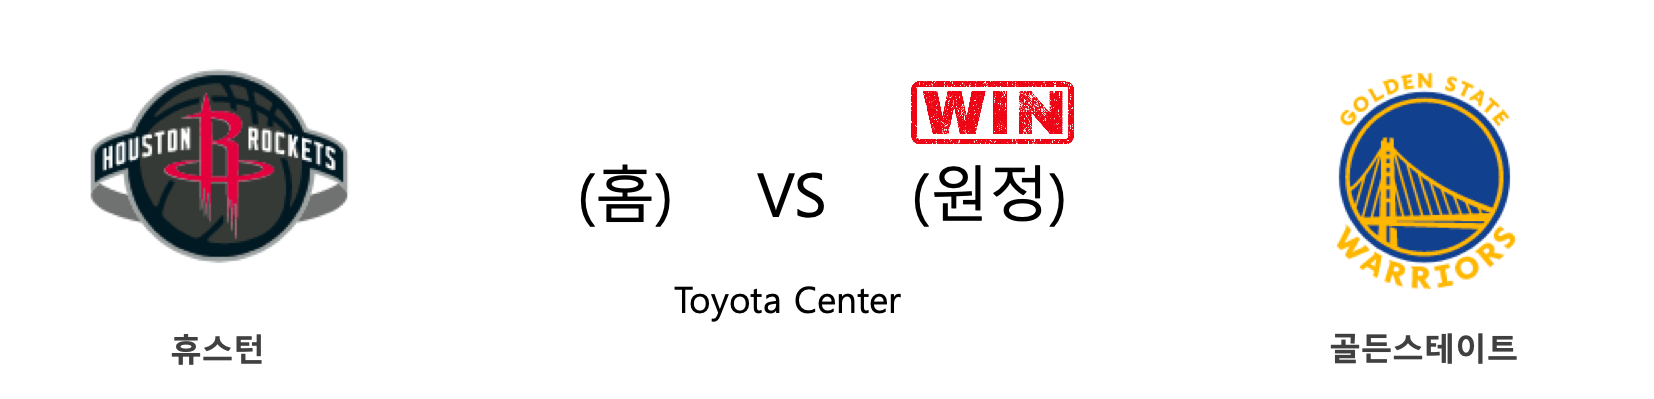 HOUSTON ROCKETS
GOLDEN STATE
WARRIORS
WIN
(홈) VS (원정)
Toyota Center
휴스턴
골든스테이트